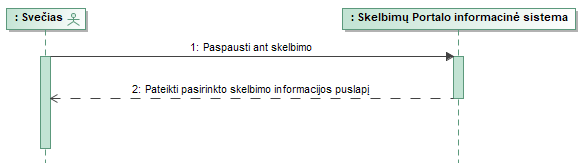 : Svečias
: Skelbimų Portalo informacinė sistema
1: Paspausti ant skelbimo
2: Pateikti pasirinkto skelbimo informacijos puslapį